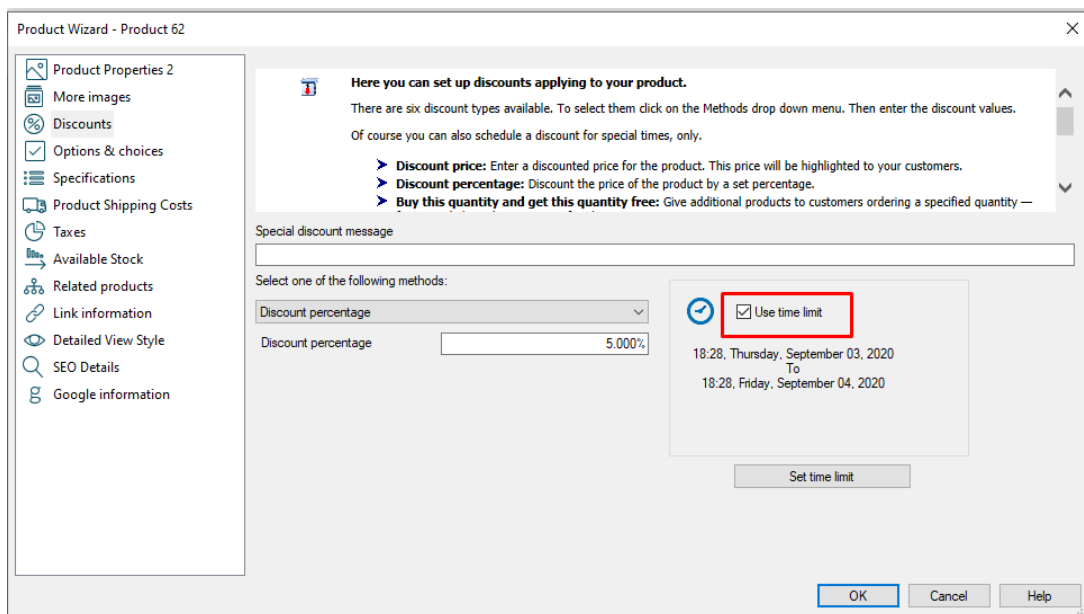 Product Wizard - Product 62
Product Properties 2
More images
Discounts
Options & choices
Specifications
Product Shipping Costs
Taxes
Available Stock
Related products
Link information
Detailed View Style
SEO Details
Google information
Here you can set up discounts applying to your product.
There are six discount types available. To select them click on the Methods drop down menu. Then enter the discount values.
Of course you can also schedule a discount for special times, only.
Discount price: Enter a discounted price for the product. This price will be highlighted to your customers.
Discount percentage: Discount the price of the product by a set percentage.
Buy this quantity and get this quantity free: Give additional products to customers ordering a specified quantity —
Special discount message
Select one of the following methods:
Discount percentage
Discount percentage
5.000%
Use time limit
18:28, Thursday, September 03, 2020
To
18:28, Friday, September 04, 2020
Set time limit
OK
Cancel
Help